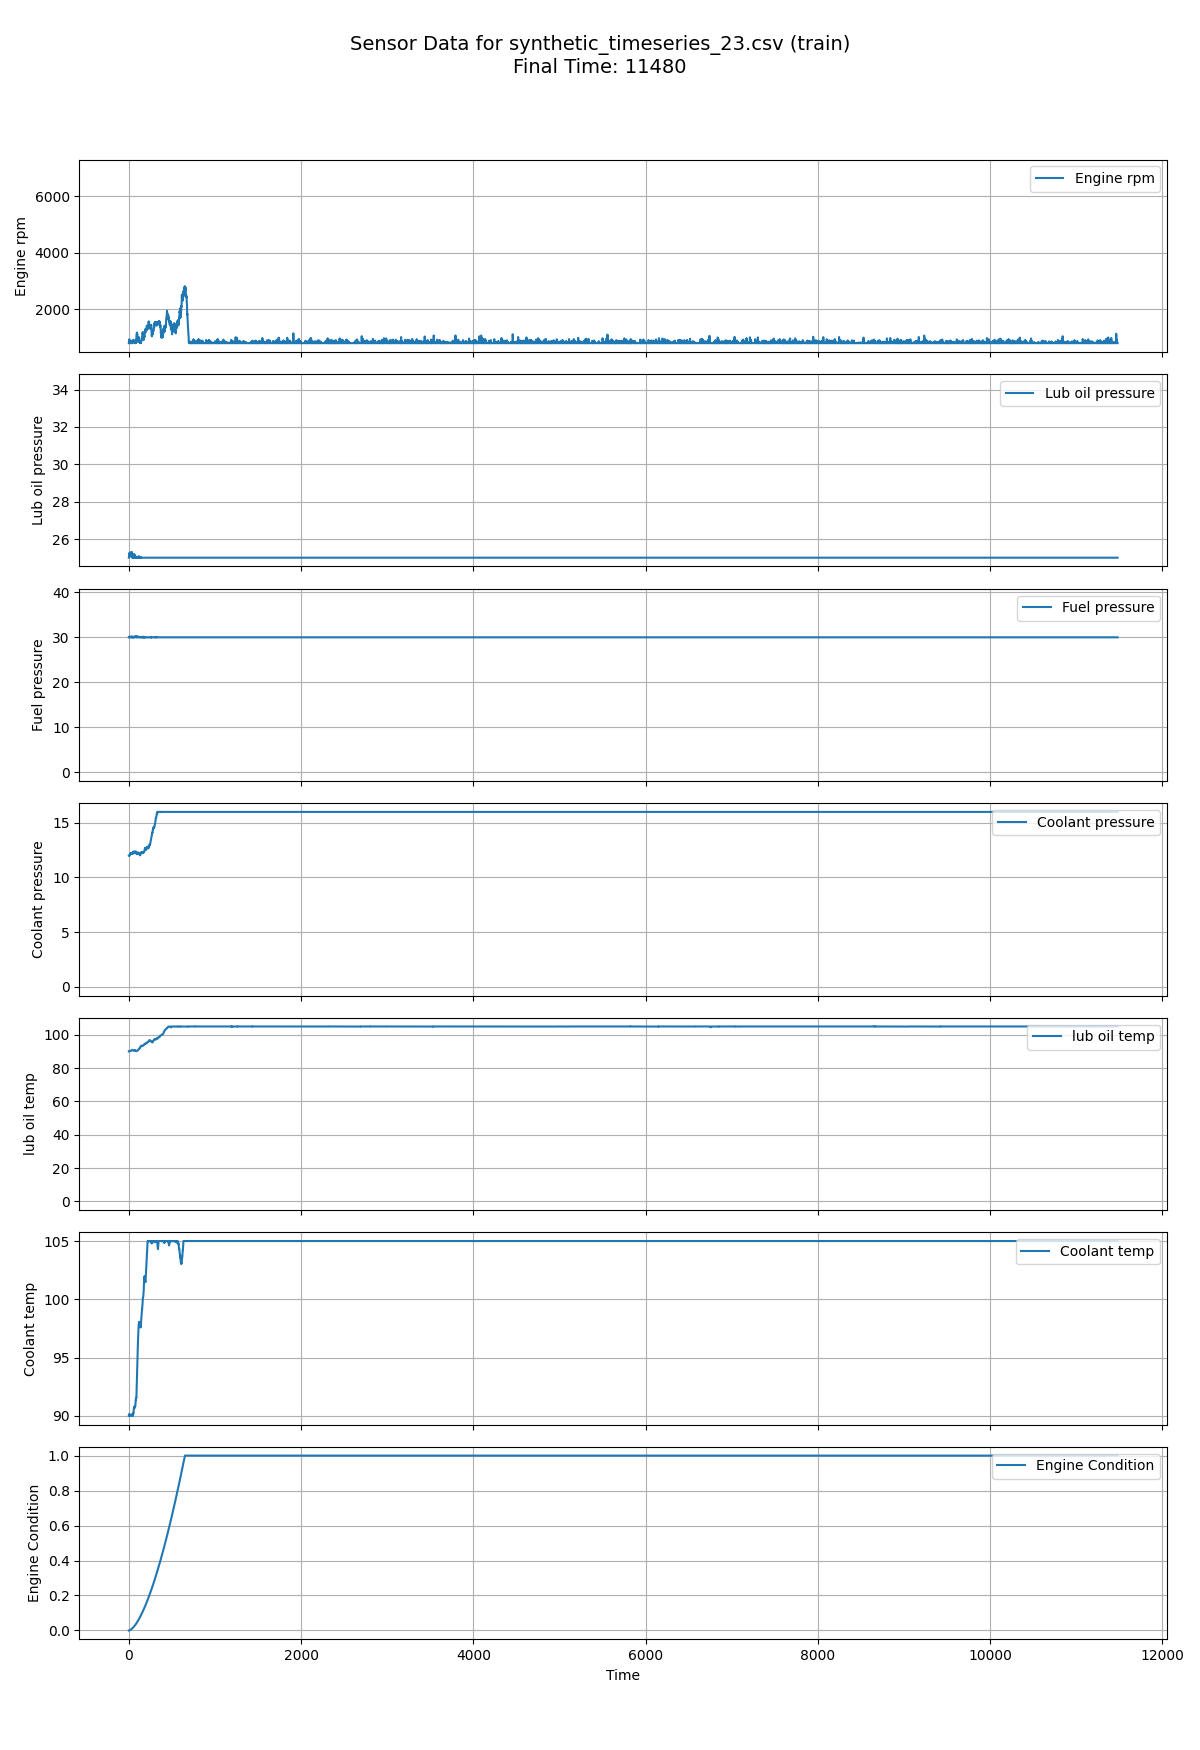 Sensor Data for synthetic_timeseries_23.csv (train)
Final Time: 11480
Engine rpm
6000
4000
2000
Engine rpm
Lub oil pressure
34
32
30
28
26
Lub oil pressure
Fuel pressure
40
30
20
10
0
Fuel pressure
Coolant pressure
15
10
5
0
Coolant pressure
lub oil temp
100
80
60
40
20
0
lub oil temp
Coolant temp
105
100
95
90
Coolant temp
Engine Condition
1.0
0.8
0.6
0.4
0.2
0.0
Engine Condition
0 2000 4000 6000 8000 10000 12000
Time